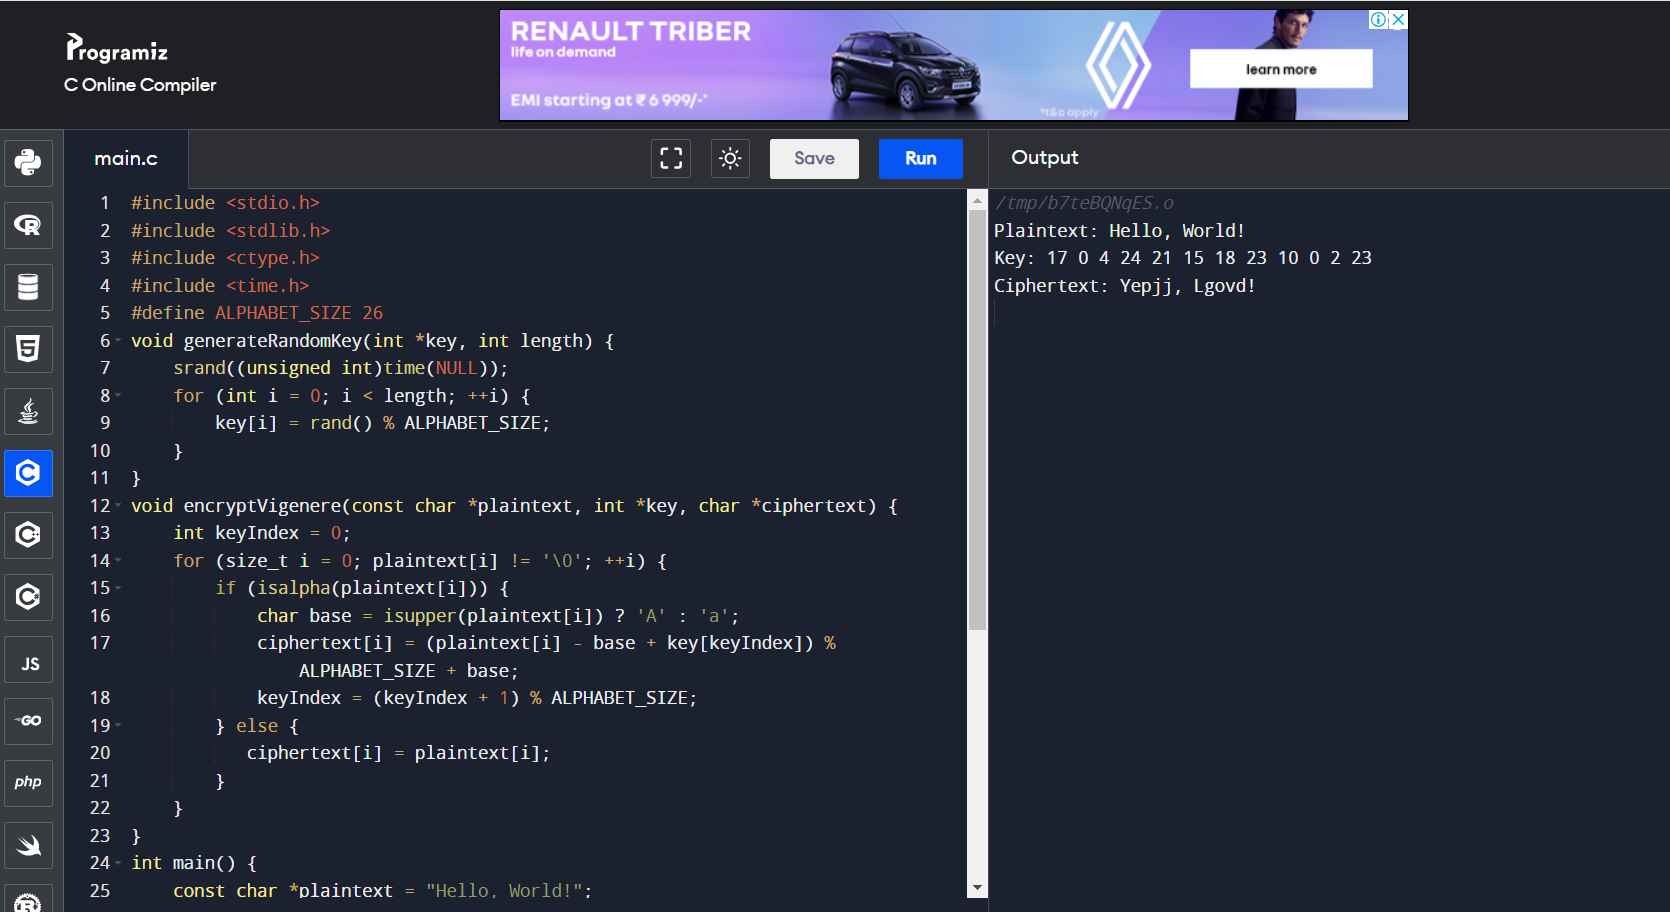 Programiz
C Online Compiler
RENAULT TRIBER
life on demand
EMI starting at ₹ 6 999/-*
*t&c apply
learn more
main.c
Save
Run
Output
1 #include <stdio.h>
2 #include <stdlib.h>
3 #include <ctype.h>
4 #include <time.h>
5 #define ALPHABET_SIZE 26
6 void generateRandomKey(int *key, int length) {
7 srand((unsigned int)time(NULL));
8 for (int i = 0; i < length; ++i) {
9 key[i] = rand() % ALPHABET_SIZE;
10 }
11 }
12 void encryptVigenere(const char *plaintext, int *key, char *ciphertext) {
13 int keyIndex = 0;
14 for (size_t i = 0; plaintext[i] != '\0'; ++i) {
15 if (isalpha(plaintext[i])) {
16 char base = isupper(plaintext[i]) ? 'A' : 'a';
17 ciphertext[i] = (plaintext[i] - base + key[keyIndex]) %
ALPHABET_SIZE + base;
18 keyIndex = (keyIndex + 1) % ALPHABET_SIZE;
19 } else {
20 ciphertext[i] = plaintext[i];
21 }
22 }
23 }
24 int main() {
25 const char *plaintext = "Hello, World!";
/tmp/b7teBQNqES.o
Plaintext: Hello, World!
Key: 17 0 4 24 21 15 18 23 10 0 2 23
Ciphertext: Yepjj, Lgovd!
R
5
C
C++
C#
JS
GO
php
R